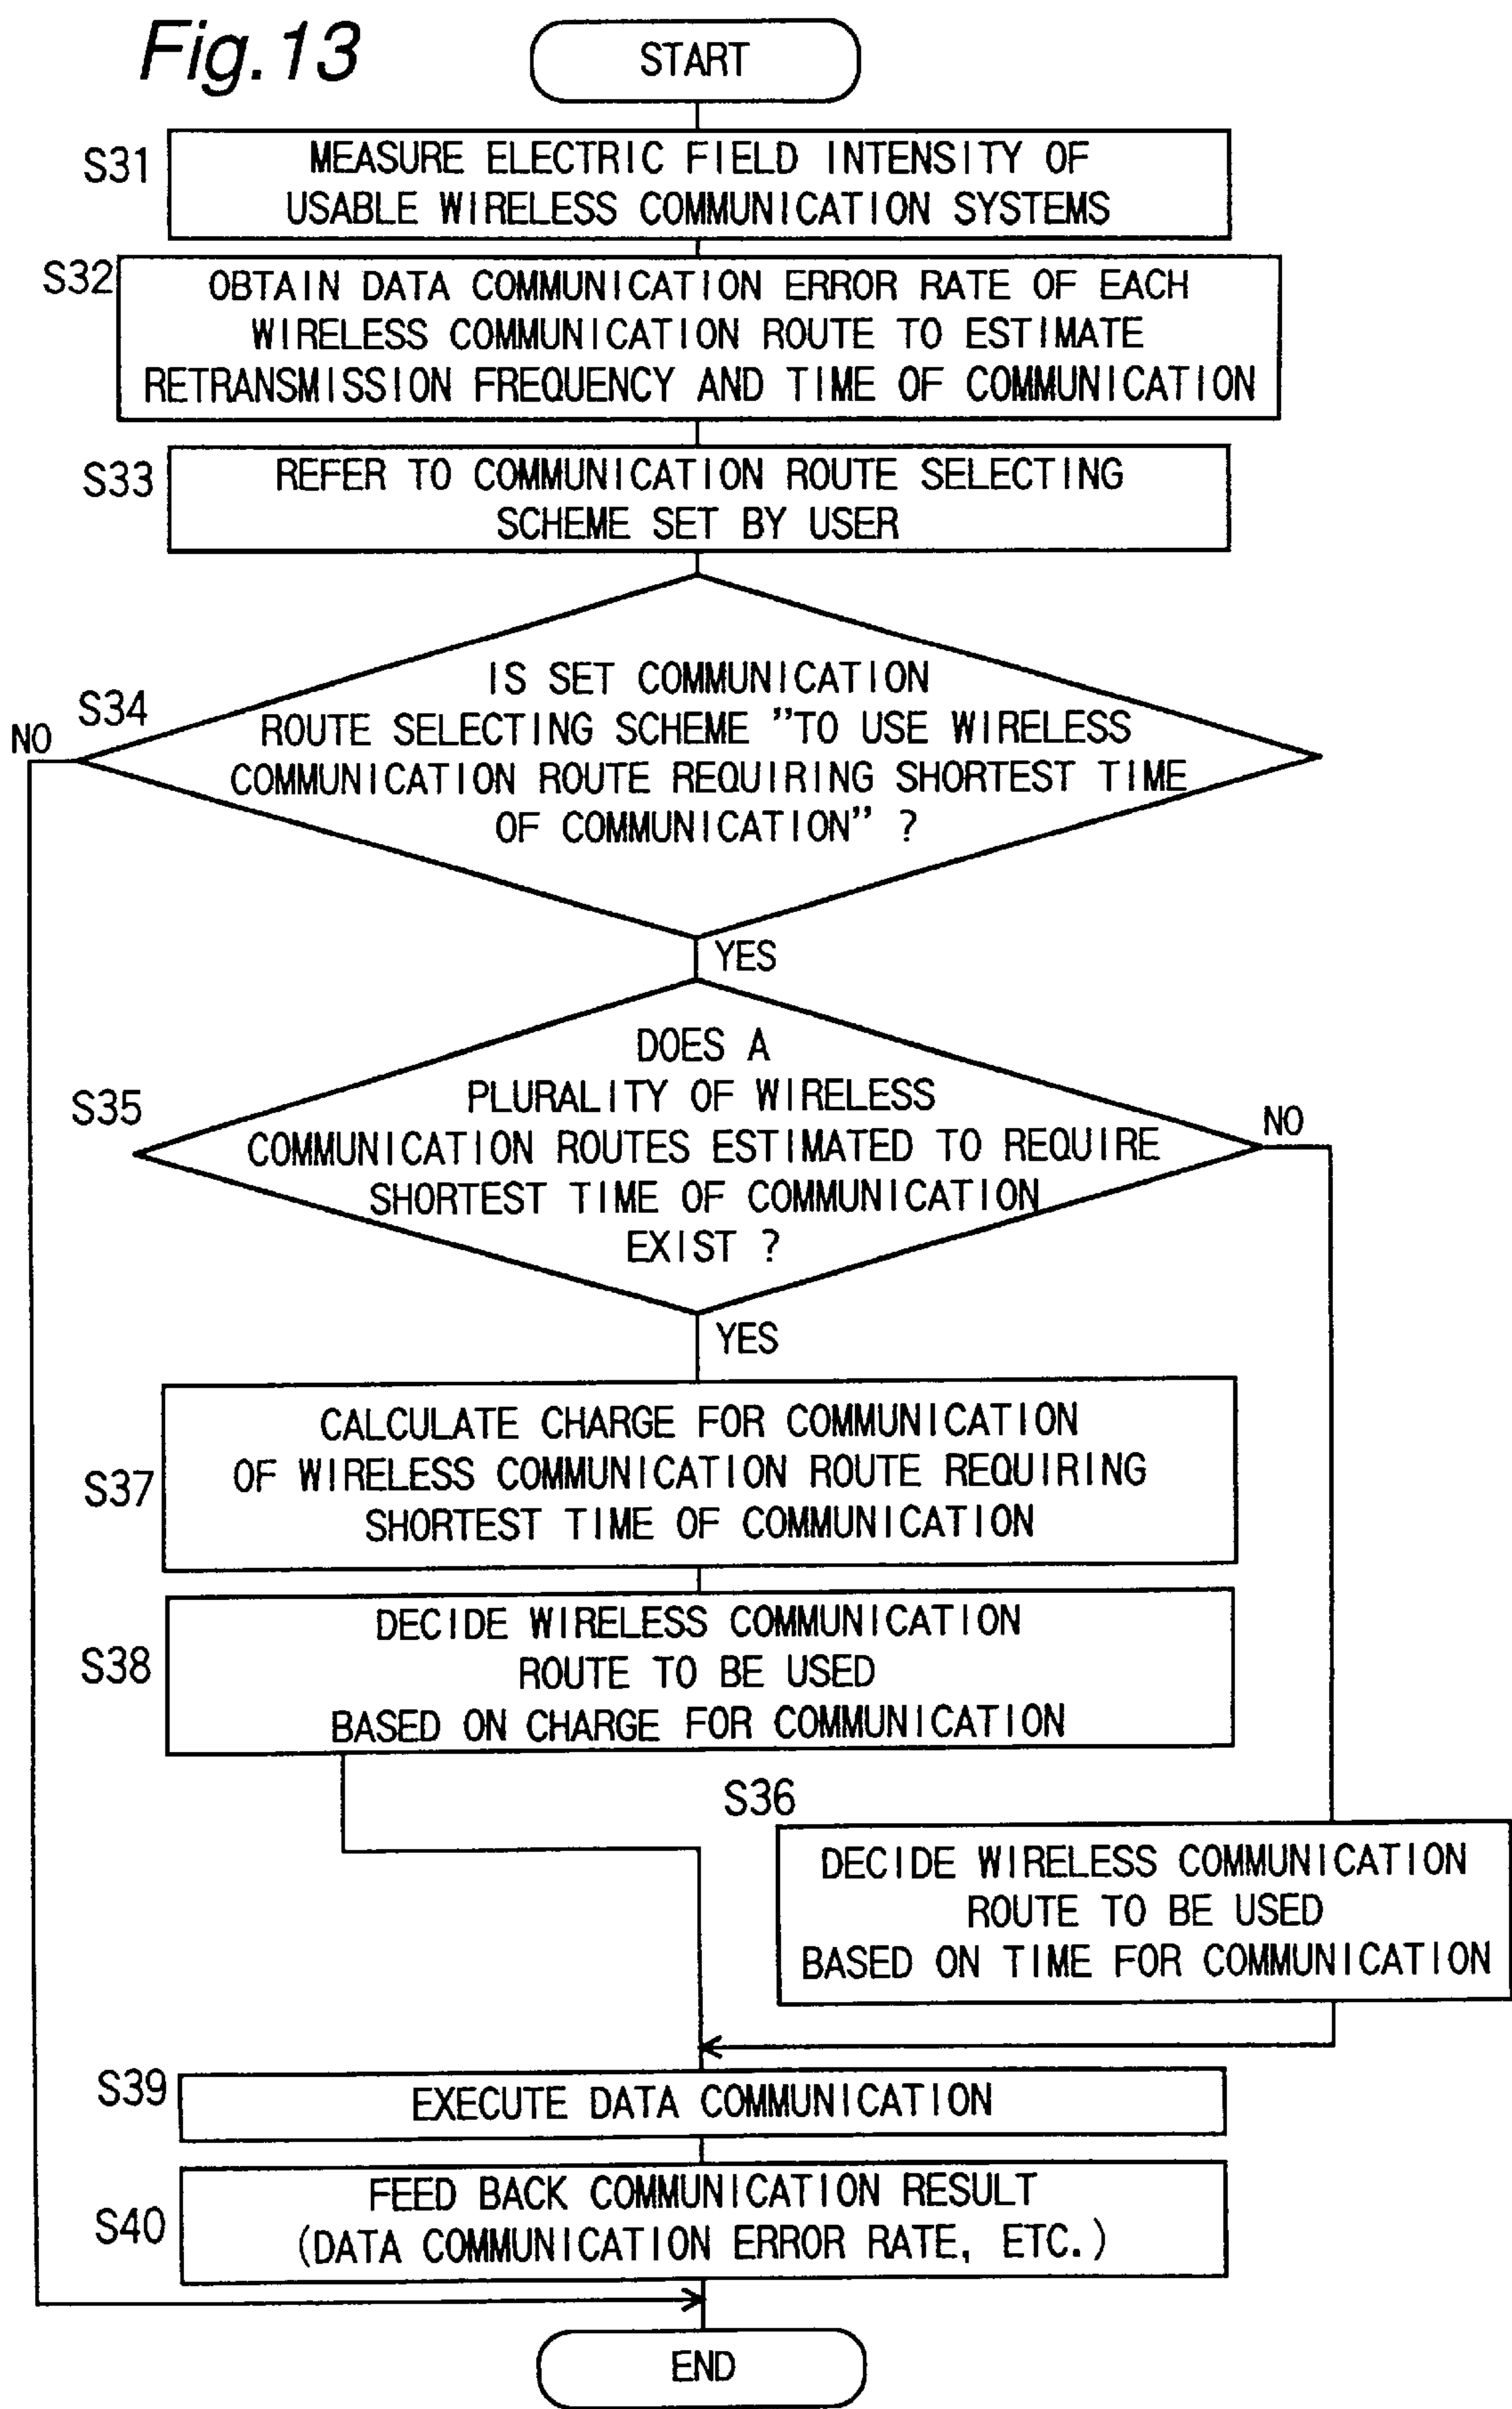 Fig.13
START
S31
MEASURE ELECTRIC FIELD INTENSITY OF
USABLE WIRELESS COMMUNICATION SYSTEMS
S32
OBTAIN DATA COMMUNICATION ERROR RATE OF EACH
WIRELESS COMMUNICATION ROUTE TO ESTIMATE
RETRANSMISSION FREQUENCY AND TIME OF COMMUNICATION
S33
REFER TO COMMUNICATION ROUTE SELECTING
SCHEME SET BY USER
S34
NO
IS SET COMMUNICATION
ROUTE SELECTING SCHEME "TO USE WIRELESS
COMMUNICATION ROUTE REQUIRING SHORTEST TIME
OF COMMUNICATION" ?
YES
S35
DOES A
PLURALITY OF WIRELESS
COMMUNICATION ROUTES ESTIMATED TO REQUIRE
SHORTEST TIME OF COMMUNICATION
EXIST ?
NO
YES
S37
CALCULATE CHARGE FOR COMMUNICATION
OF WIRELESS COMMUNICATION ROUTE REQUIRING
SHORTEST TIME OF COMMUNICATION
S38
DECIDE WIRELESS COMMUNICATION
ROUTE TO BE USED
BASED ON CHARGE FOR COMMUNICATION
S36
DECIDE WIRELESS COMMUNICATION
ROUTE TO BE USED
BASED ON TIME FOR COMMUNICATION
S39
EXECUTE DATA COMMUNICATION
S40
FEED BACK COMMUNICATION RESULT
(DATA COMMUNICATION ERROR RATE, ETC.)
END